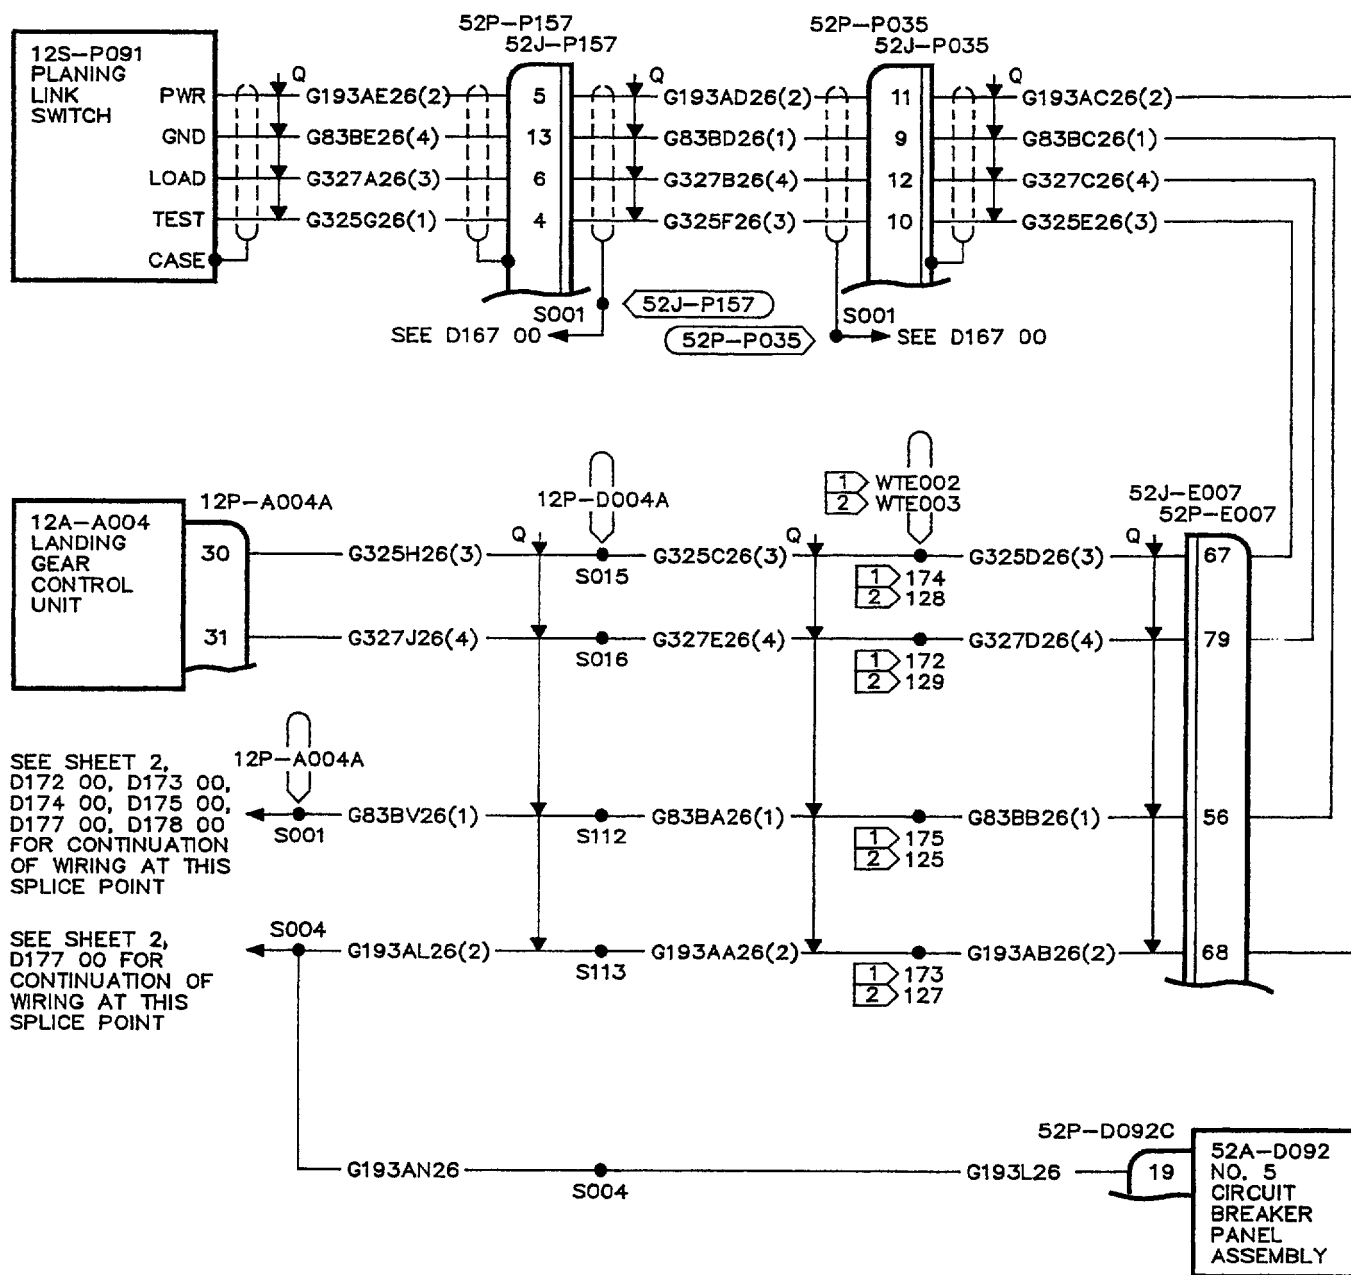 52P-P157
52J-P157
52P-P035
52J-P035
12S-P091
PLANING
LINK
SWITCH
PWR
GND
LOAD
TEST
CASE
Q
G193AE26(2)
5
Q
G193AD26(2)
11
Q
G193AC26(2)
G83BE26(4)
13
G83BD26(1)
9
G83BC26(1)
G327A26(3)
6
G327B26(4)
12
G327C26(4)
G325G26(1)
4
G325F26(3)
10
G325E26(3)
S001
52J-P157
S001
SEE D167 00
52P-P035
SEE D167 00
12P-A004A
12P-D004A
1 WTE002
2 WTE003
52J-E007
52P-E007
12A-A004
LANDING
GEAR
CONTROL
UNIT
30
G325H26(3)
Q
S015
G325C26(3)
Q
G325D26(3)
Q
67
1 174
2 128
31
G327J26(4)
S016
G327E26(4)
G327D26(4)
79
1 172
2 129
12P-A004A
SEE SHEET 2,
D172 00, D173 00,
D174 00, D175 00,
D177 00, D178 00
FOR CONTINUATION
OF WIRING AT THIS
SPLICE POINT
S001
G83BV26(1)
S112
G83BA26(1)
G83BB26(1)
56
1 175
2 125
SEE SHEET 2,
D177 00 FOR
CONTINUATION OF
WIRING AT THIS
SPLICE POINT
S004
G193AL26(2)
S113
G193AA26(2)
G193AB26(2)
68
1 173
2 127
G193AN26
S004
G193L26
52P-D092C
19
52A-D092
NO. 5
CIRCUIT
BREAKER
PANEL
ASSEMBLY